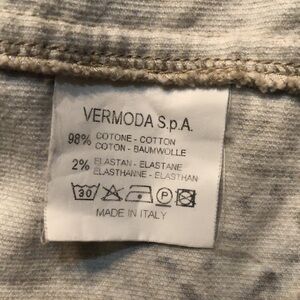 VERMODA S.p.A.
98% COTONE - COTTON
COTON - BAUMWOLLE
2% ELASTAN - ELASTANE
ELASTHANNE - ELASTHAN
30 P
MADE IN ITALY